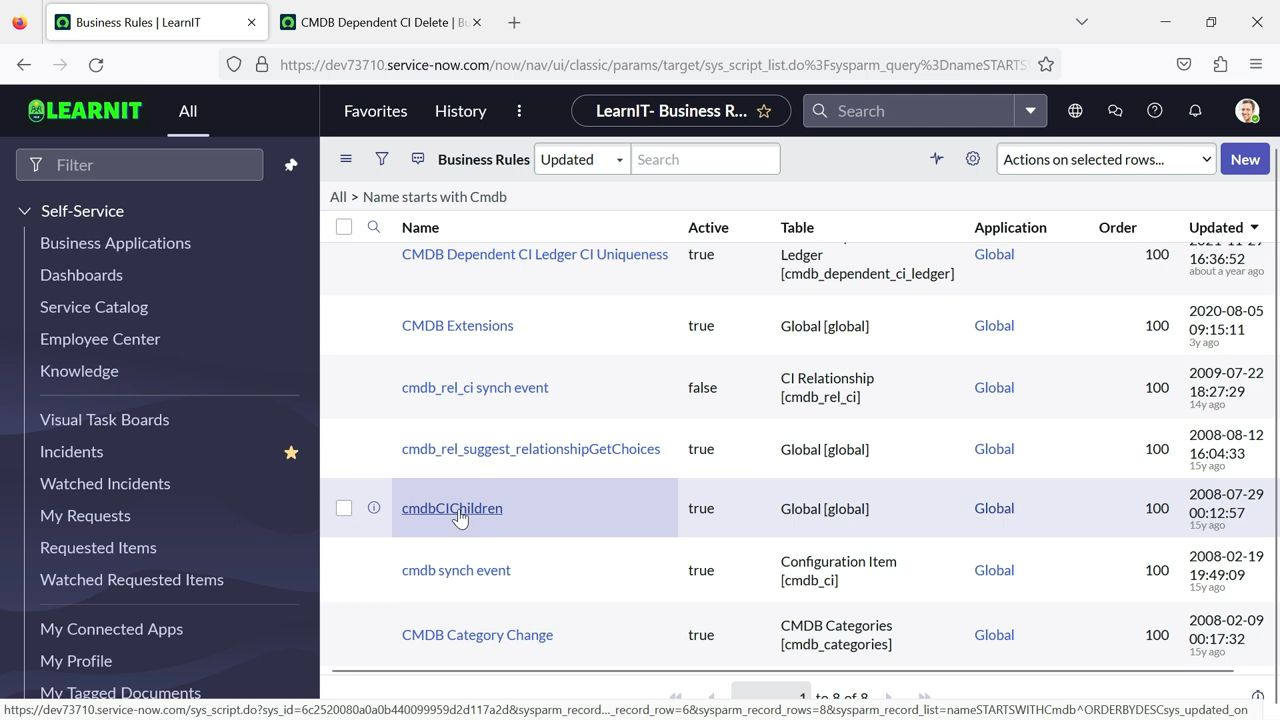 Business Rules | LearnIT
CMDB Dependent CI Delete | Bu
https://dev73710.service-now.com/now/nav/ui/classic/params/target/sys_script_list.do%3Fsysparm_query%3DnameSTARTS
LEARNIT
All
Favorites
History
LearnIT- Business R...
Search
Filter
Business Rules
Updated
Search
Actions on selected rows...
New
All > Name starts with Cmdb
Self-Service
Business Applications
Dashboards
Service Catalog
Employee Center
Knowledge
Visual Task Boards
Incidents
Watched Incidents
My Requests
Requested Items
Watched Requested Items
My Connected Apps
My Profile
My Tagged Documents
Name Active Table Application Order Updated
CMDB Dependent CI Ledger CI Uniqueness true Ledger [cmdb_dependent_ci_ledger] Global 100 16:36:52 about a year ago
CMDB Extensions true Global [global] Global 100 2020-08-05 09:15:11 3y ago
cmdb_rel_ci synch event false CI Relationship [cmdb_rel_ci] Global 100 2009-07-22 18:27:29 14y ago
cmdb_rel_suggest_relationshipGetChoices true Global [global] Global 100 2008-08-12 16:04:33 15y ago
cmdbCIChildren true Global [global] Global 100 2008-07-29 00:12:57 15y ago
cmdb synch event true Configuration Item [cmdb_ci] Global 100 2008-02-19 19:49:09 15y ago
CMDB Category Change true CMDB Categories [cmdb_categories] Global 100 2008-02-09 00:17:32 15y ago
1 to 8 of 8
https://dev73710.service-now.com/sys_script.do?sys_id=6c2520080a0a0b440099959d2d117a2d&sysparm_record..._record_row=6&sysparm_record_rows=8&sysparm_record_list=nameSTARTSWITHCmdb^ORDERBYDESCsys_updated_on